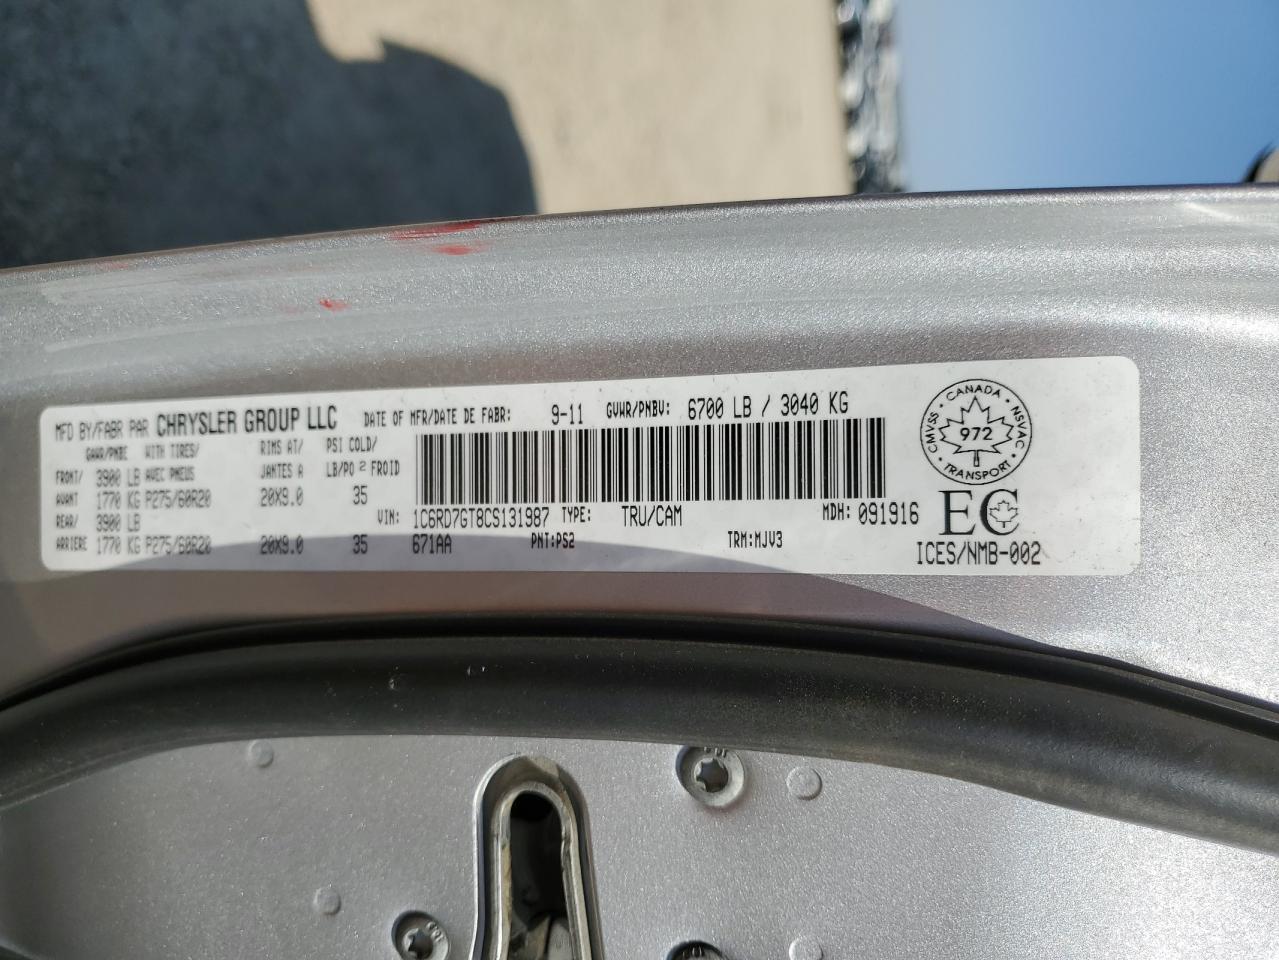 MFD BY/FABR PAR CHRYSLER GROUP LLC DATE OF MFR/DATE DE FABR: 9-11 GVWR/PNBV: 6700 LB / 3040 KG
GAWR/PNBE WITH TIRES/ RIMS AT/ PSI COLD/
FRONT/ 3900 LB AVEC PNEUS JANTES A LB/PO² FROID
AVANT 1770 KG P275/60R20 20X9.0 35
REAR/ 3900 LB
VIN: 1C6RD7GT8CS131987 TYPE: TRU/CAM MDH: 091916
ARRIERE 1770 KG P275/60R20 20X9.0 35 671AA PNT:PS2 TRM:MJV3
CANADA
CMVSS NSVAC
972
TRANSPORT
EC
ICES/NMB-002